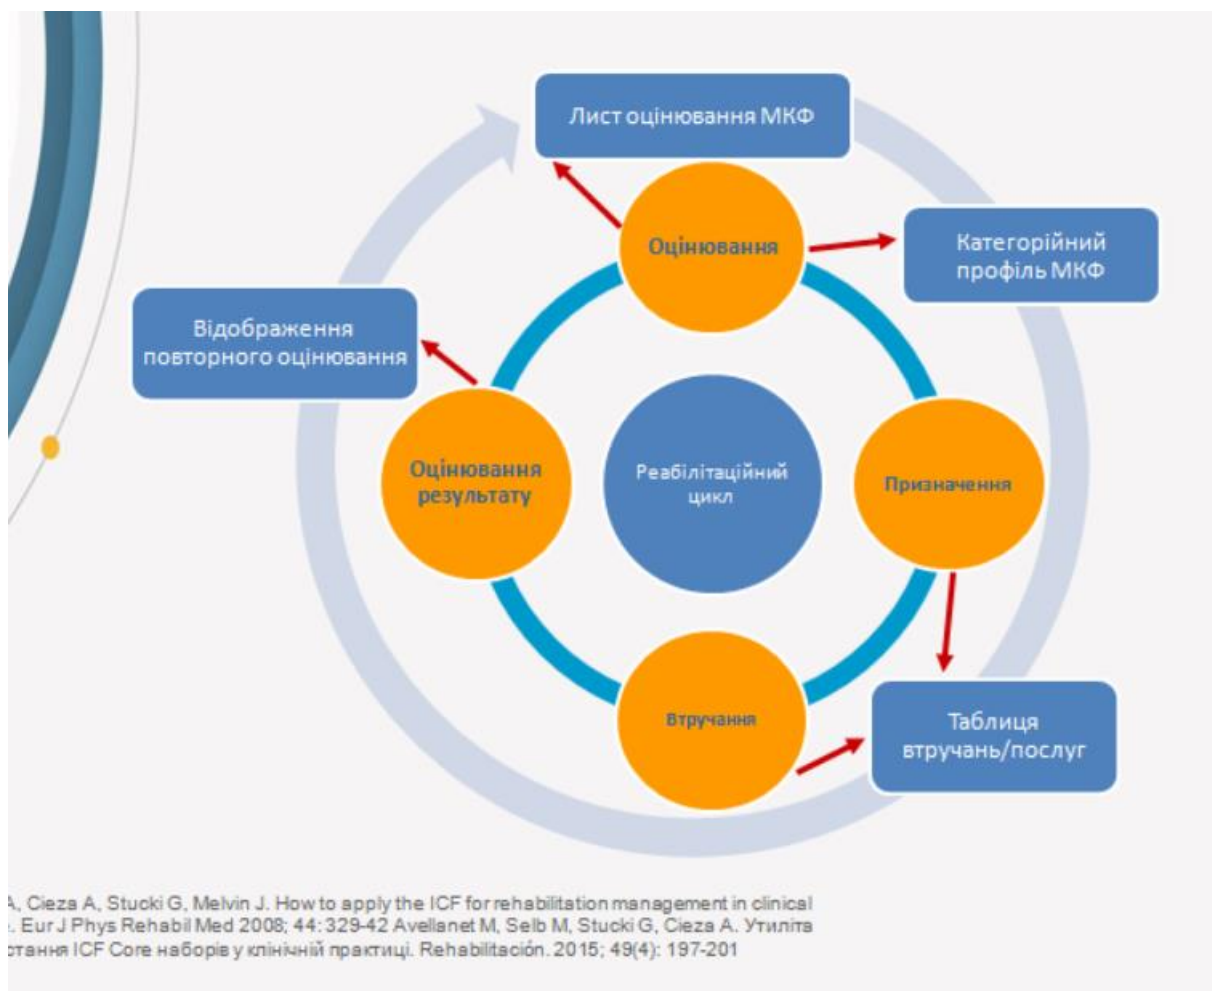 Лист оцінювання МКФ
Оцінювання
Категорійний
профіль МКФ
Відображення
повторного оцінювання
Оцінювання
результату
Реабілітаційний
цикл
Призначення
Втручання
Таблиця
втручань/послуг
A, Cieza A, Stucki G, Melvin J. How to apply the ICF for rehabilitation management in clinical
. Eur J Phys Rehabil Med 2008; 44: 329-42 Avellanet M, Selb M, Stucki G, Cieza A. Утиліта
стання ICF Core наборів у клінічній практиці. Rehabilitación. 2015; 49(4): 197-201